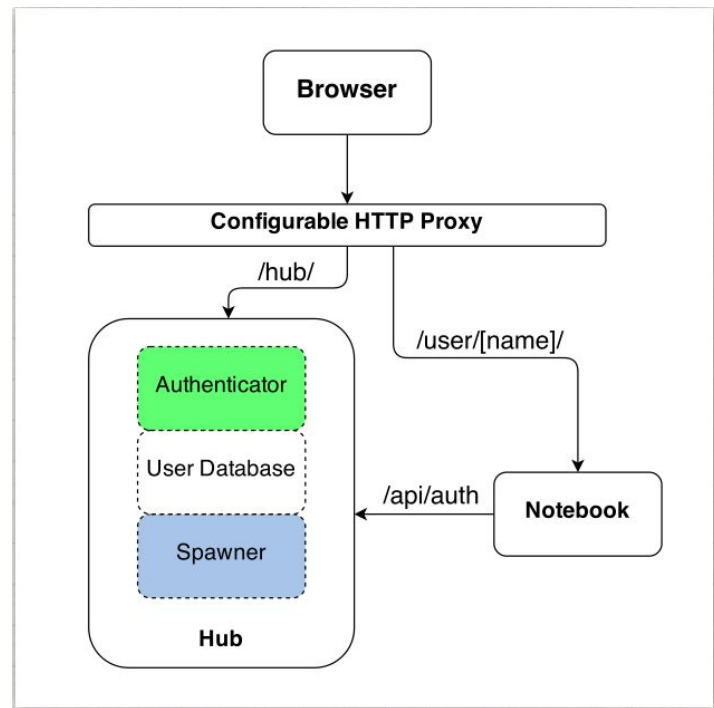 Browser
Configurable HTTP Proxy
/hub/
/user/[name]/
Authenticator
User Database
/api/auth
Notebook
Spawner
Hub